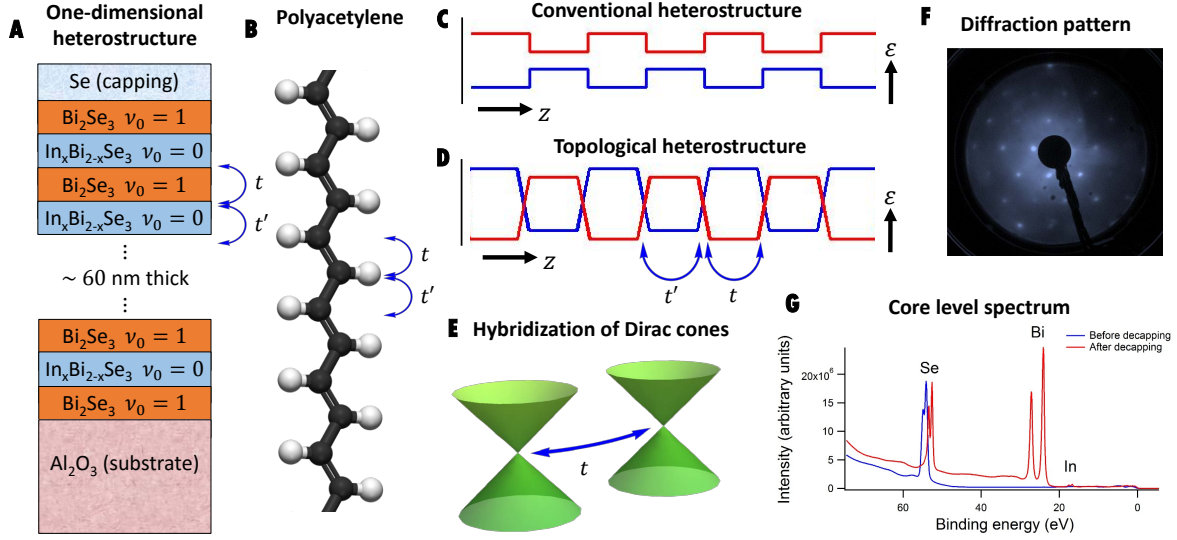 A
One-dimensional
heterostructure
Se (capping)
Bi₂Se₃ ν₀ = 1
InₓBi₂₋ₓSe₃ ν₀ = 0
Bi₂Se₃ ν₀ = 1
InₓBi₂₋ₓSe₃ ν₀ = 0
t
t′
⋮
~ 60 nm thick
⋮
Bi₂Se₃ ν₀ = 1
InₓBi₂₋ₓSe₃ ν₀ = 0
Bi₂Se₃ ν₀ = 1
Al₂O₃ (substrate)
B
Polyacetylene
t
t′
C
Conventional heterostructure
ε
z
D
Topological heterostructure
ε
z
t′
t
E
Hybridization of Dirac cones
t
F
Diffraction pattern
G
Core level spectrum
Before decapping
After decapping
Se
Bi
In
Intensity (arbitrary units)
20x10⁶
15
10
5
0
60
40
20
0
Binding energy (eV)